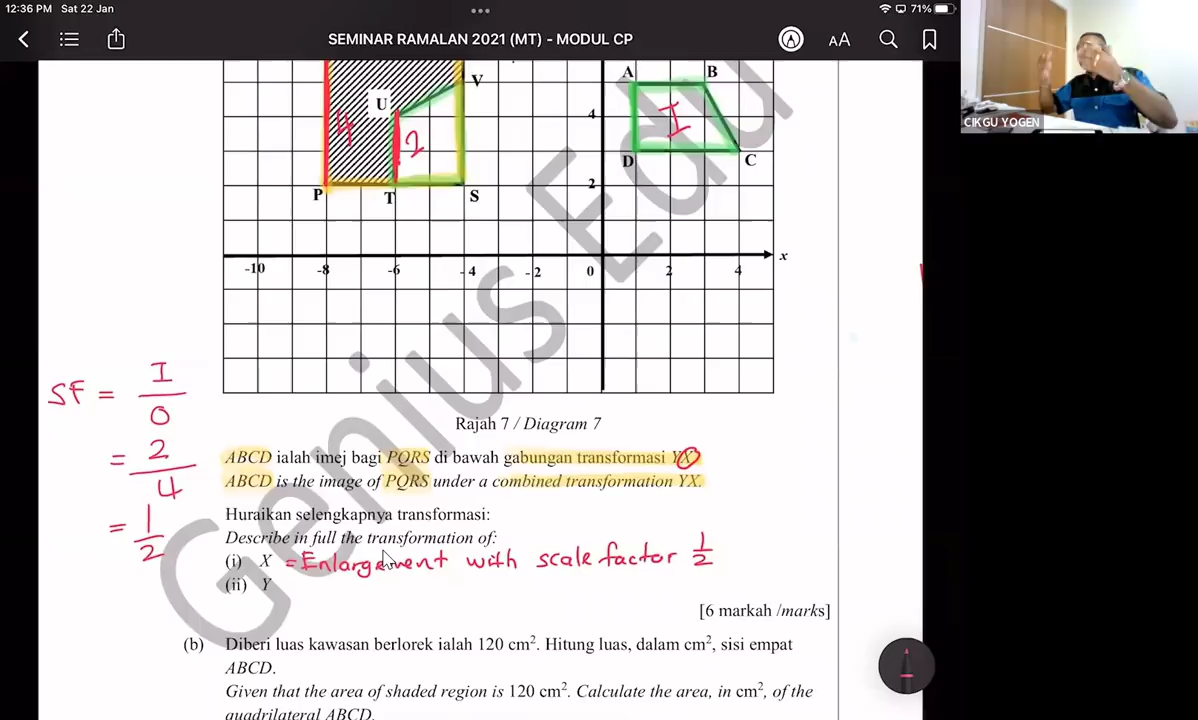 12:36 PM Sat 22 Jan
71%
SEMINAR RAMALAN 2021 (MT) - MODUL CP
AA
CIKGU YOGEN
A B
V
U
4
I
4
2
D C
2
P T S
-10 -8 -6 -4 -2 0 2 4 x
Rajah 7 / Diagram 7
SF = I
O
= 2
4
= 1
2
ABCD ialah imej bagi PQRS di bawah gabungan transformasi YX
ABCD is the image of PQRS under a combined transformation YX.
Huraikan selengkapnya transformasi:
Describe in full the transformation of:
(i) X = Enlargement with scale factor 1/2
(ii) Y
[6 markah /marks]
(b) Diberi luas kawasan berlorek ialah 120 cm². Hitung luas, dalam cm², sisi empat
ABCD.
Given that the area of shaded region is 120 cm². Calculate the area, in cm², of the
quadrilateral ABCD.
Genius Edu